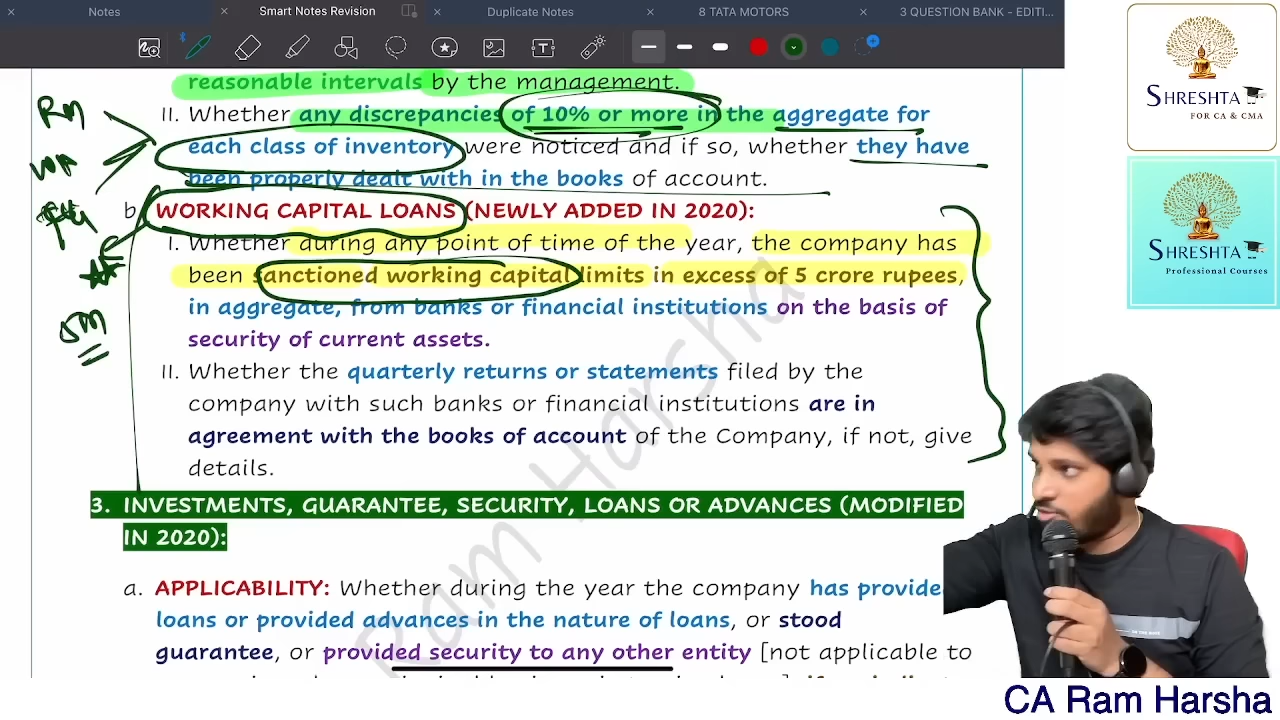 Notes
Smart Notes Revision
Duplicate Notes
8 TATA MOTORS
3 QUESTION BANK - EDITI...
reasonable intervals by the management.
II. Whether any discrepancies of 10% or more in the aggregate for
each class of inventory were noticed and if so, whether they have
been properly dealt with in the books of account.
b. WORKING CAPITAL LOANS (NEWLY ADDED IN 2020):
I. Whether during any point of time of the year, the company has
been sanctioned working capital limits in excess of 5 crore rupees,
in aggregate, from banks or financial institutions on the basis of
security of current assets.
II. Whether the quarterly returns or statements filed by the
company with such banks or financial institutions are in
agreement with the books of account of the Company, if not, give
details.
3. INVESTMENTS, GUARANTEE, SECURITY, LOANS OR ADVANCES (MODIFIED
IN 2020):
a. APPLICABILITY: Whether during the year the company has provide
loans or provided advances in the nature of loans, or stood
guarantee, or provided security to any other entity [not applicable to
RM
FG
SM
Ram Harsha
SHRESHTA
FOR CA & CMA
SHRESHTA
Professional Courses
CA Ram Harsha